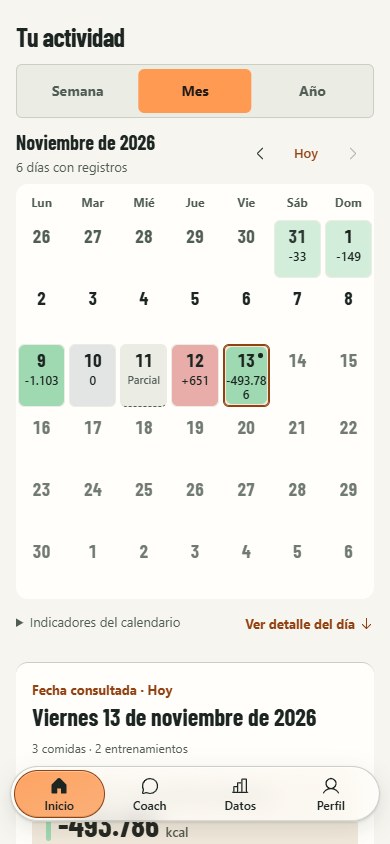 Tu actividad
Semana Mes Año
Noviembre de 2026
6 días con registros
Hoy
Lun Mar Mié Jue Vie Sáb Dom
26 27 28 29 30 31 1
-33 -149
2 3 4 5 6 7 8
9 10 11 12 13 14 15
-1.103 0 Parcial +651 -493.78
6
16 17 18 19 20 21 22
23 24 25 26 27 28 29
30 1 2 3 4 5 6
Indicadores del calendario Ver detalle del día
Fecha consultada · Hoy
Viernes 13 de noviembre de 2026
3 comidas · 2 entrenamientos
Inicio Coach Datos Perfil
-493.786 kcal